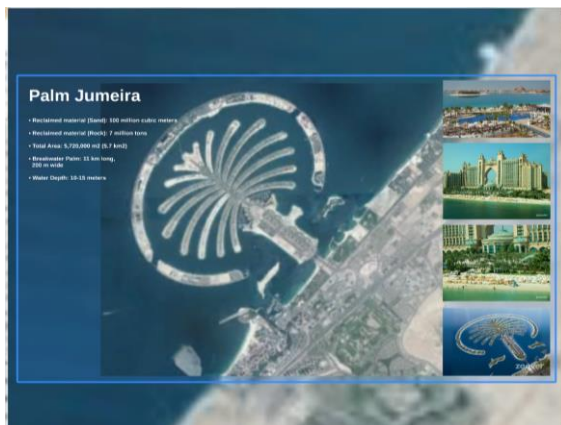 Palm Jumeira
• Reclaimed material (Sand): 100 million cubic meters
• Reclaimed material (Rock): 7 million tons
• Total Area: 5,720,000 m2 (5.7 km2)
• Breakwater Palm: 11 km long,
200 m wide
• Water Depth: 10-15 meters
zoover